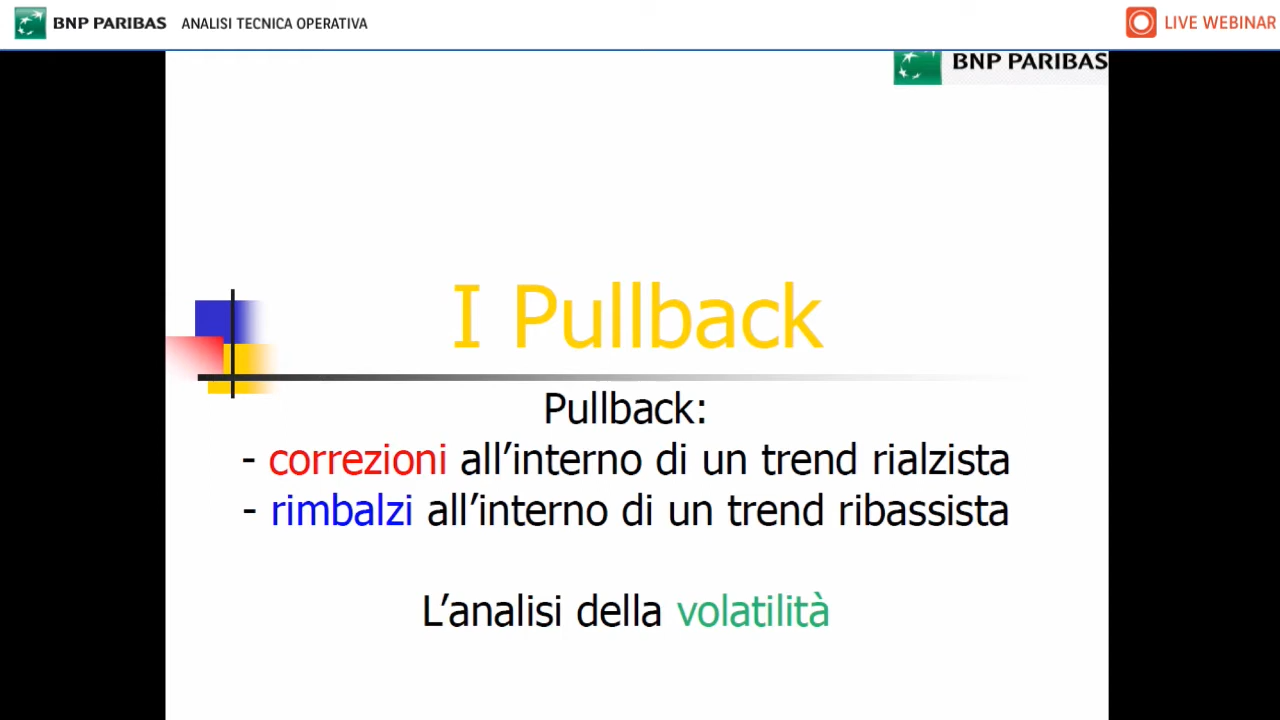 BNP PARIBAS ANALISI TECNICA OPERATIVA
LIVE WEBINAR
BNP PARIBAS
I Pullback
Pullback:
- correzioni all’interno di un trend rialzista
- rimbalzi all’interno di un trend ribassista
L’analisi della volatilità